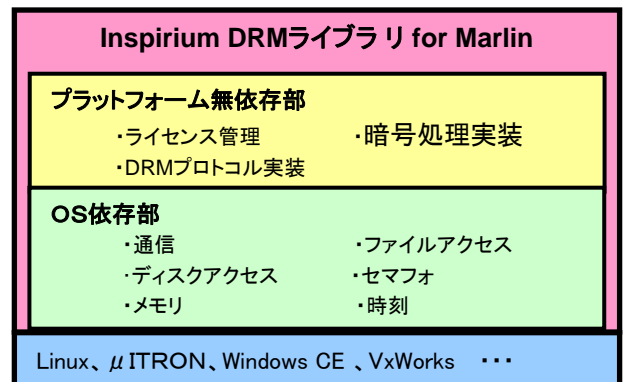 Inspirium DRMライブラリ for Marlin
プラットフォーム無依存部
・ライセンス管理 ・暗号処理実装
・DRMプロトコル実装
OS依存部
・通信 ・ファイルアクセス
・ディスクアクセス ・セマフォ
・メモリ ・時刻
Linux、μITRON、Windows CE 、VxWorks ・・・